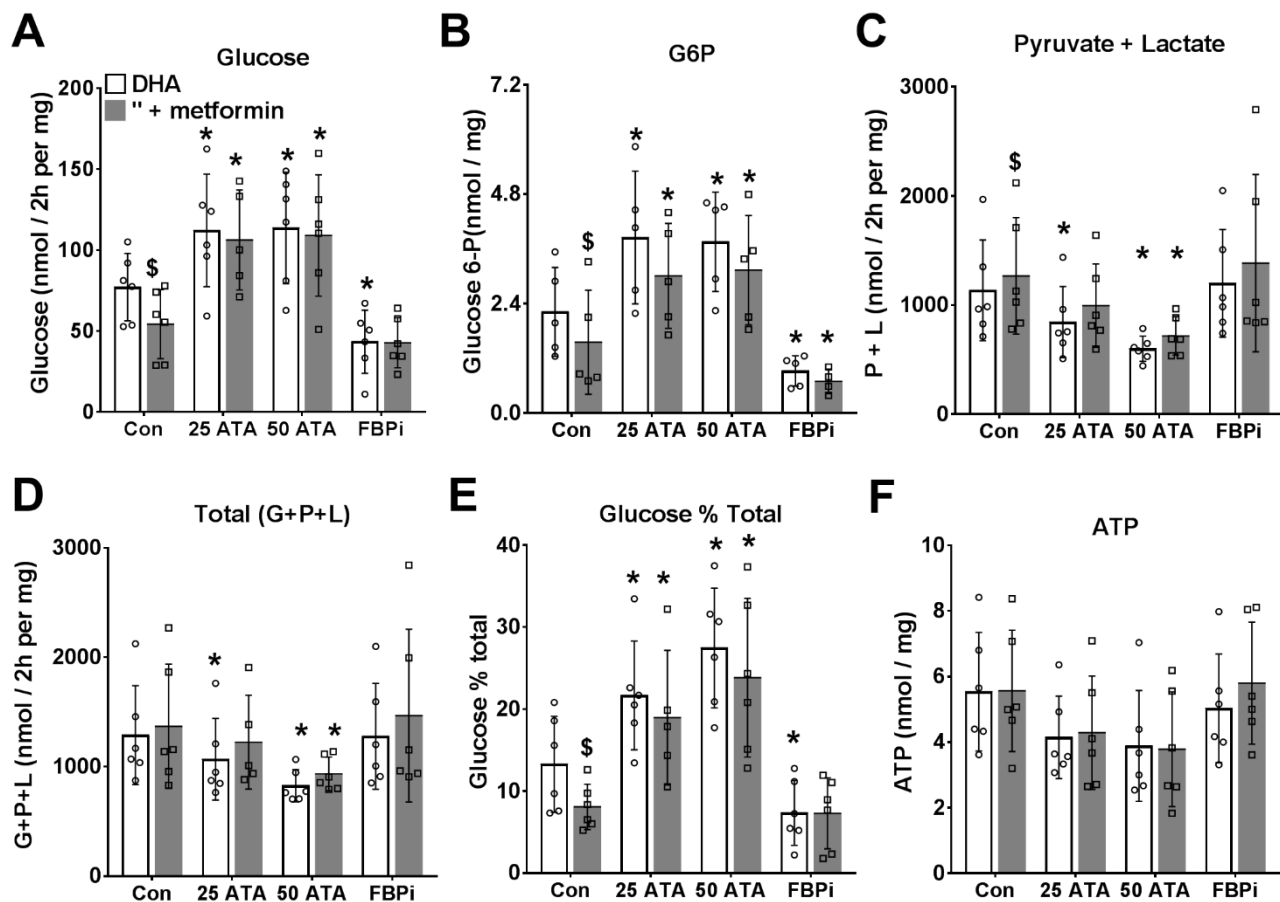 A
Glucose
DHA
" + metformin
Glucose (nmol / 2h per mg)
200
150
100
50
0
* * * * * $
Con 25 ATA 50 ATA FBPi
B
G6P
Glucose 6-P(nmol / mg)
7.2
4.8
2.4
0.0
* * * * * * $
Con 25 ATA 50 ATA FBPi
C
Pyruvate + Lactate
P + L (nmol / 2h per mg)
3000
2000
1000
0
$ * * *
Con 25 ATA 50 ATA FBPi
D
Total (G+P+L)
G+P+L (nmol / 2h per mg)
3000
2000
1000
0
* * *
Con 25 ATA 50 ATA FBPi
E
Glucose % Total
Glucose % total
40
30
20
10
0
$ * * * * *
Con 25 ATA 50 ATA FBPi
F
ATP
ATP (nmol / mg)
10
8
6
4
2
0
Con 25 ATA 50 ATA FBPi